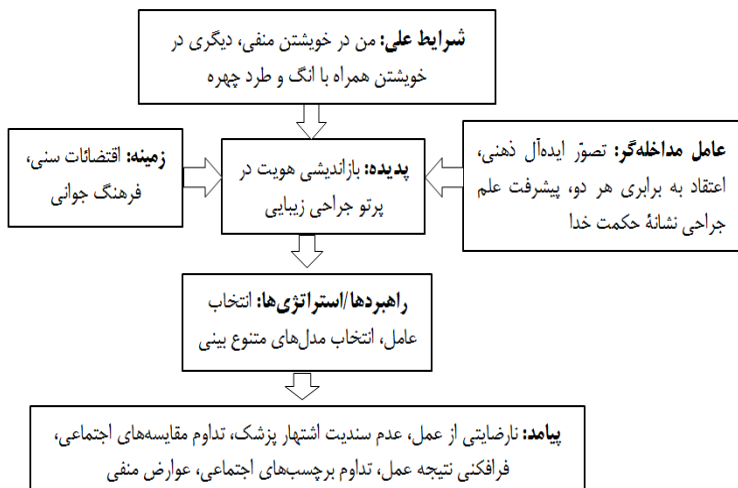 شرایط علی: من در خویشتن منفی، دیگری در
خویشتن همراه با انگ و طرد چهره
عامل مداخله‌گر: تصوّر ایده‌آل ذهنی،
اعتقاد به برابری هر دو، پیشرفت علم
جراحی نشانۀ حکمت خدا
پدیده: بازاندیشی هویت در
پرتو جراحی زیبایی
زمینه: اقتضائات سنی،
فرهنگ جوانی
راهبردها/استراتژی‌ها: انتخاب
عامل، انتخاب مدل‌های متنوع بینی
پیامد: نارضایتی از عمل، عدم سندیت اشتهار پزشک، تداوم مقایسه‌های اجتماعی،
فرافکنی نتیجه عمل، تداوم برچسب‌های اجتماعی، عوارض منفی